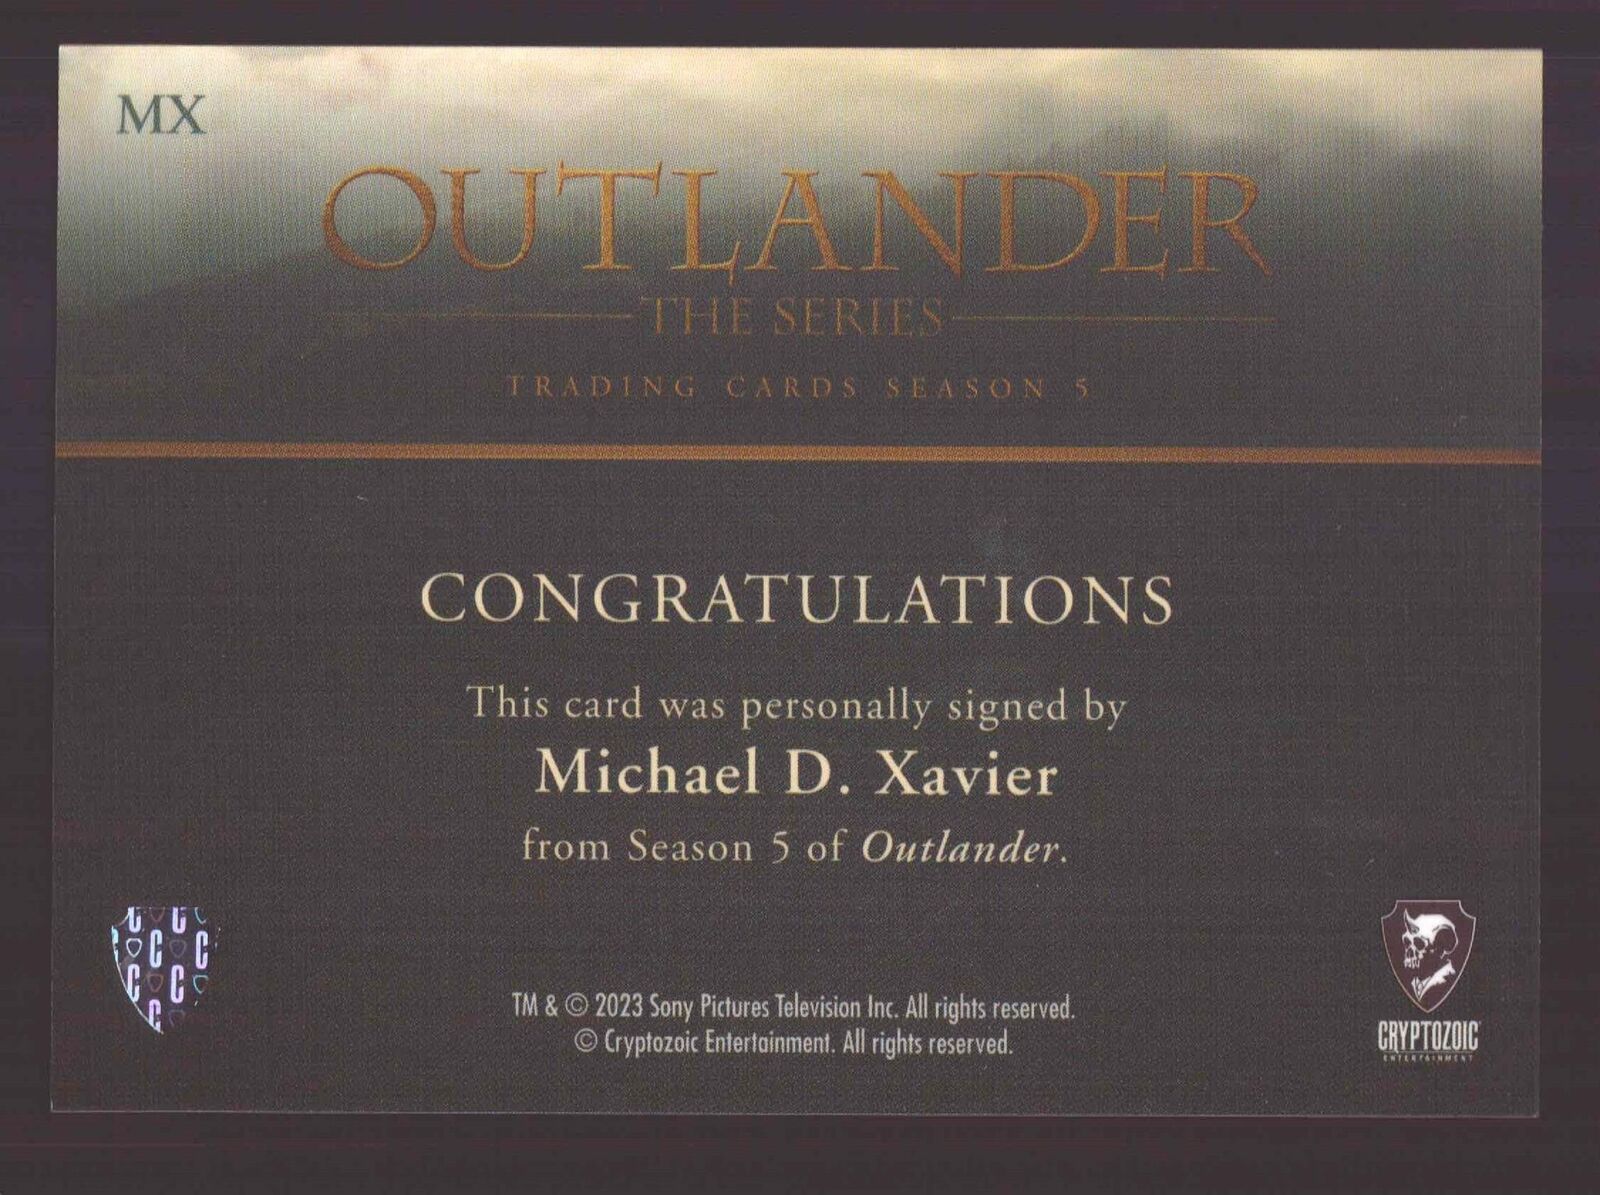 MX
OUTLANDER
THE SERIES
TRADING CARDS SEASON 5
CONGRATULATIONS
This card was personally signed by
Michael D. Xavier
from Season 5 of Outlander.
TM & © 2023 Sony Pictures Television Inc. All rights reserved.
© Cryptozoic Entertainment. All rights reserved.
CRYPTOZOIC
ENTERTAINMENT